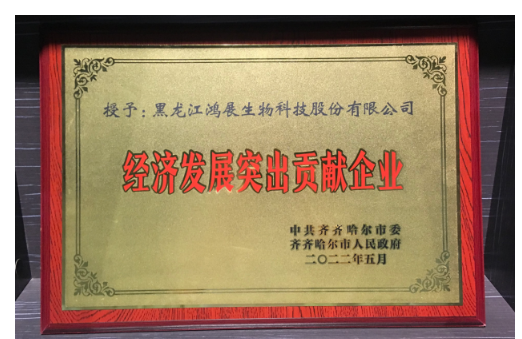 授予：黑龙江鸿展生物科技股份有限公司
经济发展突出贡献企业
中共齐齐哈尔市委
齐齐哈尔市人民政府
二〇二二年五月